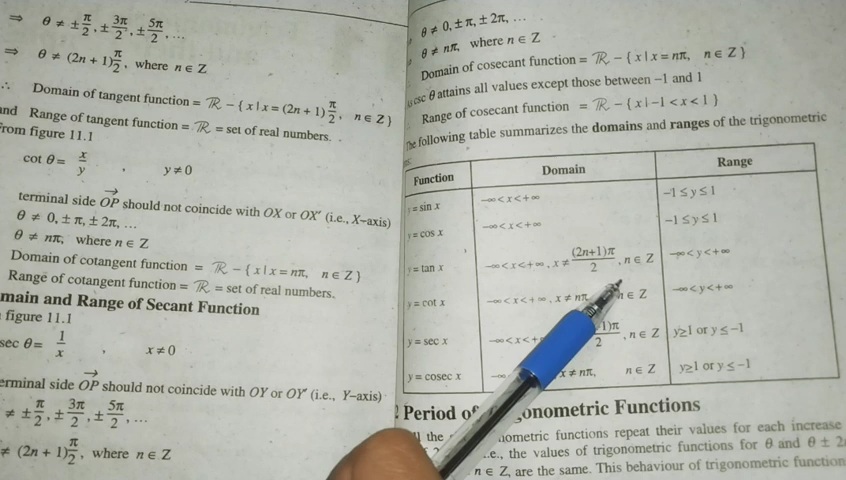 ⇒ θ ≠ ± π/2, ± 3π/2, ± 5π/2, ...
⇒ θ ≠ (2n + 1) π/2, where n ∈ Z
∴ Domain of tangent function = R – { x | x = (2n + 1) π/2, n ∈ Z }
and Range of tangent function = R = set of real numbers.
From figure 11.1
cot θ = x/y , y ≠ 0
terminal side OP should not coincide with OX or OX′ (i.e., X–axis)
θ ≠ 0, ± π, ± 2π, ...
θ ≠ nπ, where n ∈ Z
Domain of cotangent function = R – { x | x = nπ, n ∈ Z }
Range of cotangent function = R = set of real numbers.
main and Range of Secant Function
figure 11.1
sec θ = 1/x , x ≠ 0
erminal side OP should not coincide with OY or OY′ (i.e., Y–axis)
≠ ± π/2, ± 3π/2, ± 5π/2, ...
≠ (2n + 1) π/2, where n ∈ Z
θ ≠ 0, ± π, ± 2π, ...
θ ≠ nπ, where n ∈ Z
Domain of cosecant function = R – { x | x = nπ, n ∈ Z }
As csc θ attains all values except those between –1 and 1
Range of cosecant function = R – { x | –1 < x < 1 }
The following table summarizes the domains and ranges of the trigonometric
Function Domain Range
y = sin x –∞ < x < +∞ –1 ≤ y ≤ 1
y = cos x –∞ < x < +∞ –1 ≤ y ≤ 1
y = tan x –∞ < x < +∞ , x ≠ (2n+1)π/2 , n ∈ Z –∞ < y < +∞
y = cot x –∞ < x < +∞ , x ≠ nπ n ∈ Z –∞ < y < +∞
y = sec x –∞ < x < + 1)π/2 , n ∈ Z y ≥ 1 or y ≤ –1
y = cosec x –∞ x ≠ nπ, n ∈ Z y ≥ 1 or y ≤ –1
Period of onometric Functions
the nometric functions repeat their values for each increase
.e., the values of trigonometric functions for θ and θ ± 2
n ∈ Z, are the same. This behaviour of trigonometric function